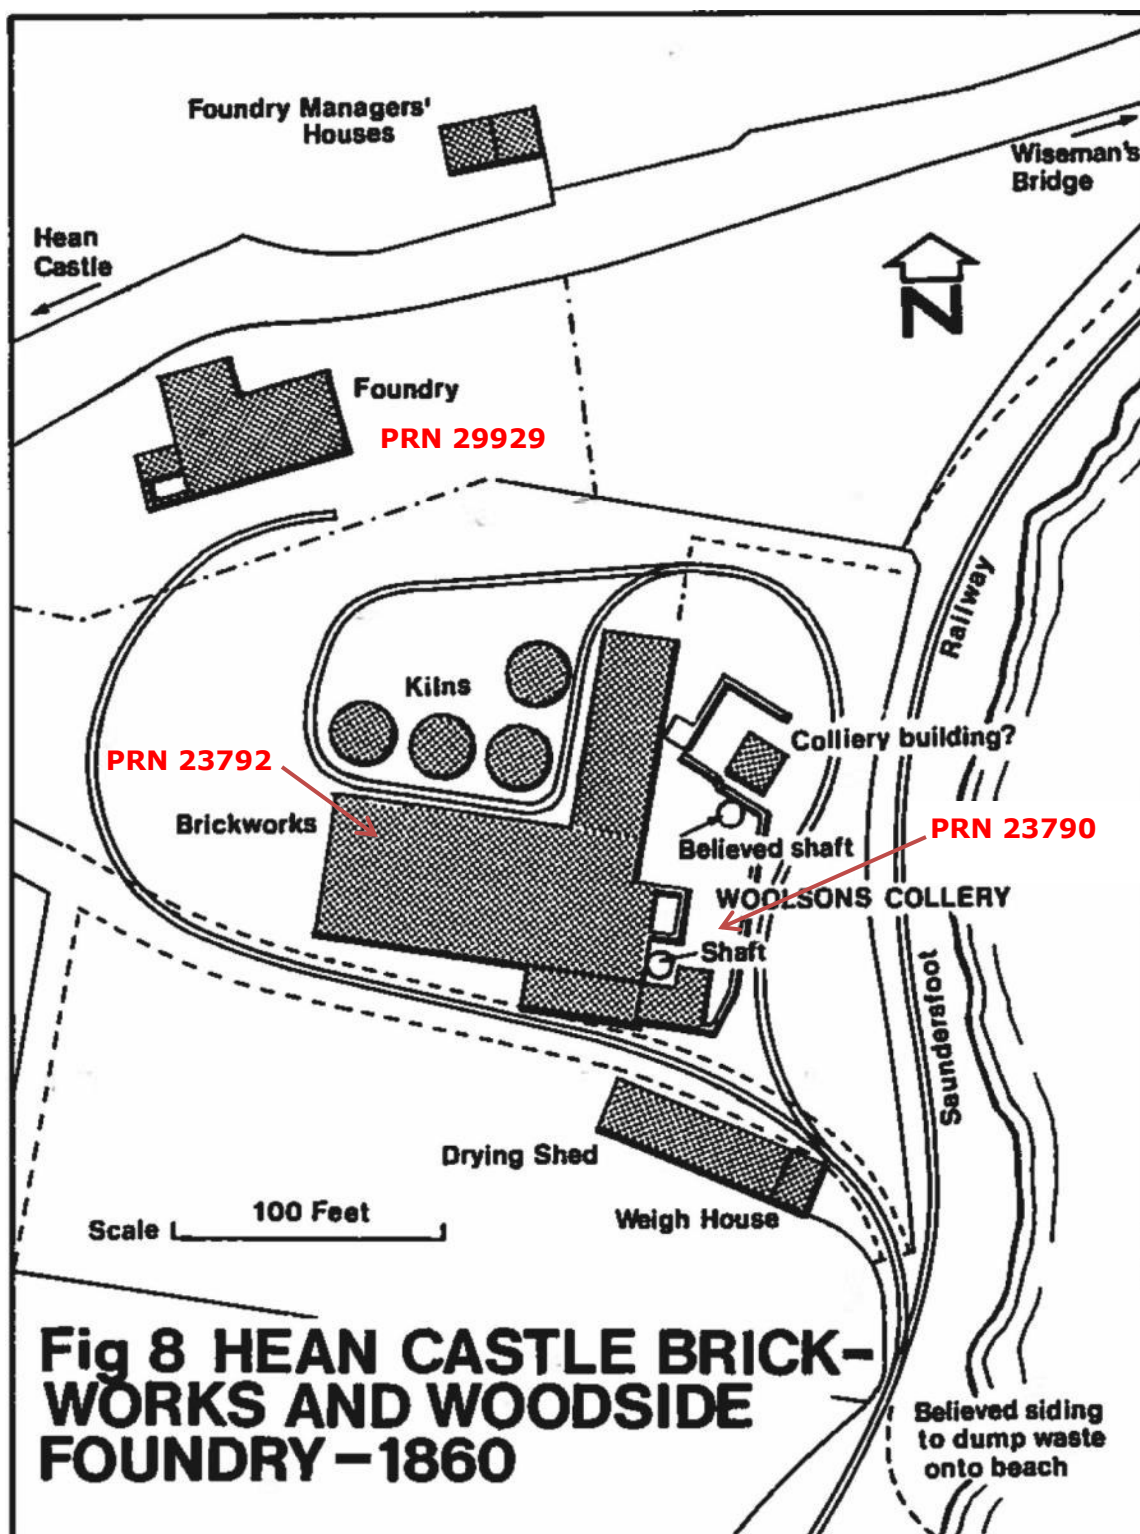 Foundry Managers'
Houses
Wiseman's
Bridge
Hean
Castle
N
Foundry
PRN 29929
Railway
Kilns
Colliery building?
PRN 23792
Brickworks
PRN 23790
Believed shaft
WOOLSONS COLLERY
Shaft
Saundersfoot
Drying Shed
Weigh House
100 Feet
Scale
Fig 8 HEAN CASTLE BRICK-
WORKS AND WOODSIDE
FOUNDRY - 1860
Believed siding
to dump waste
onto beach